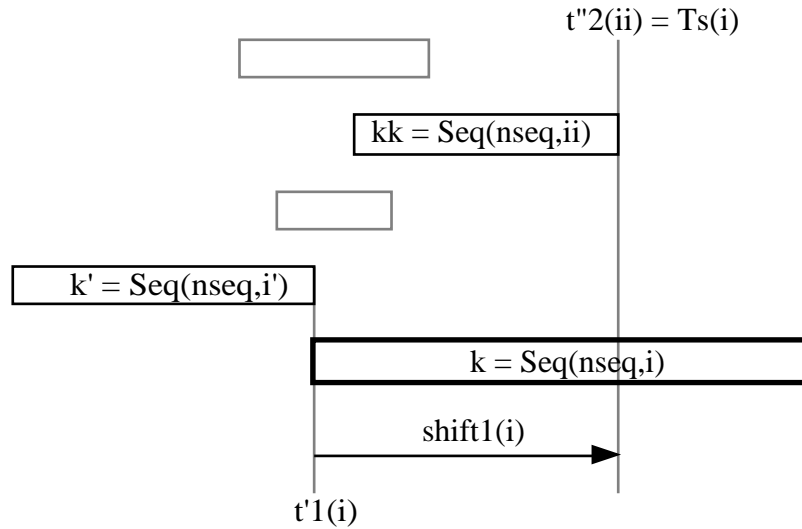 t"2(ii) = Ts(i)
kk = Seq(nseq,ii)
k' = Seq(nseq,i')
k = Seq(nseq,i)
shift1(i)
t'1(i)